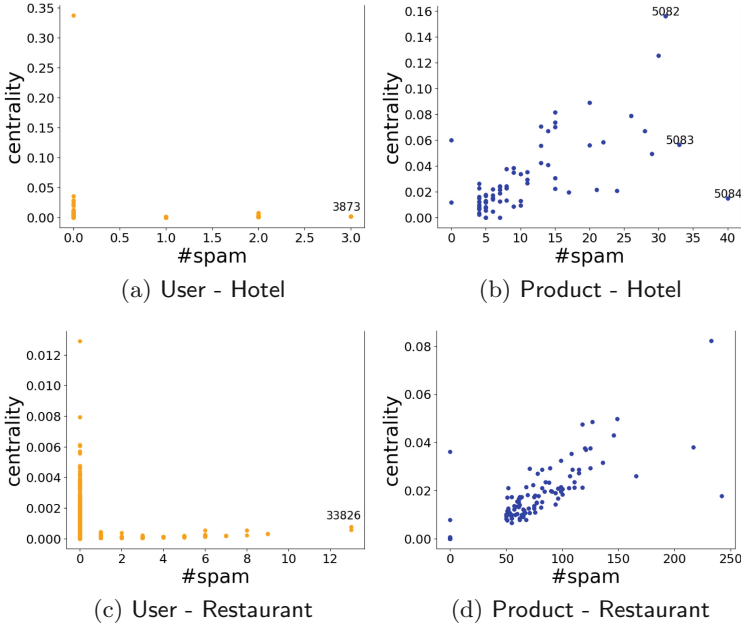 0.35
0.30
0.25
0.20
0.15
0.10
0.05
0.00
centrality
3873
0.0 0.5 1.0 1.5 2.0 2.5 3.0
#spam
(a) User - Hotel
0.16
0.14
0.12
0.10
0.08
0.06
0.04
0.02
0.00
centrality
5082
5083
5084
0 5 10 15 20 25 30 35 40
#spam
(b) Product - Hotel
0.012
0.010
0.008
0.006
0.004
0.002
0.000
centrality
33826
0 2 4 6 8 10 12
#spam
(c) User - Restaurant
0.08
0.06
0.04
0.02
0.00
centrality
0 50 100 150 200 250
#spam
(d) Product - Restaurant